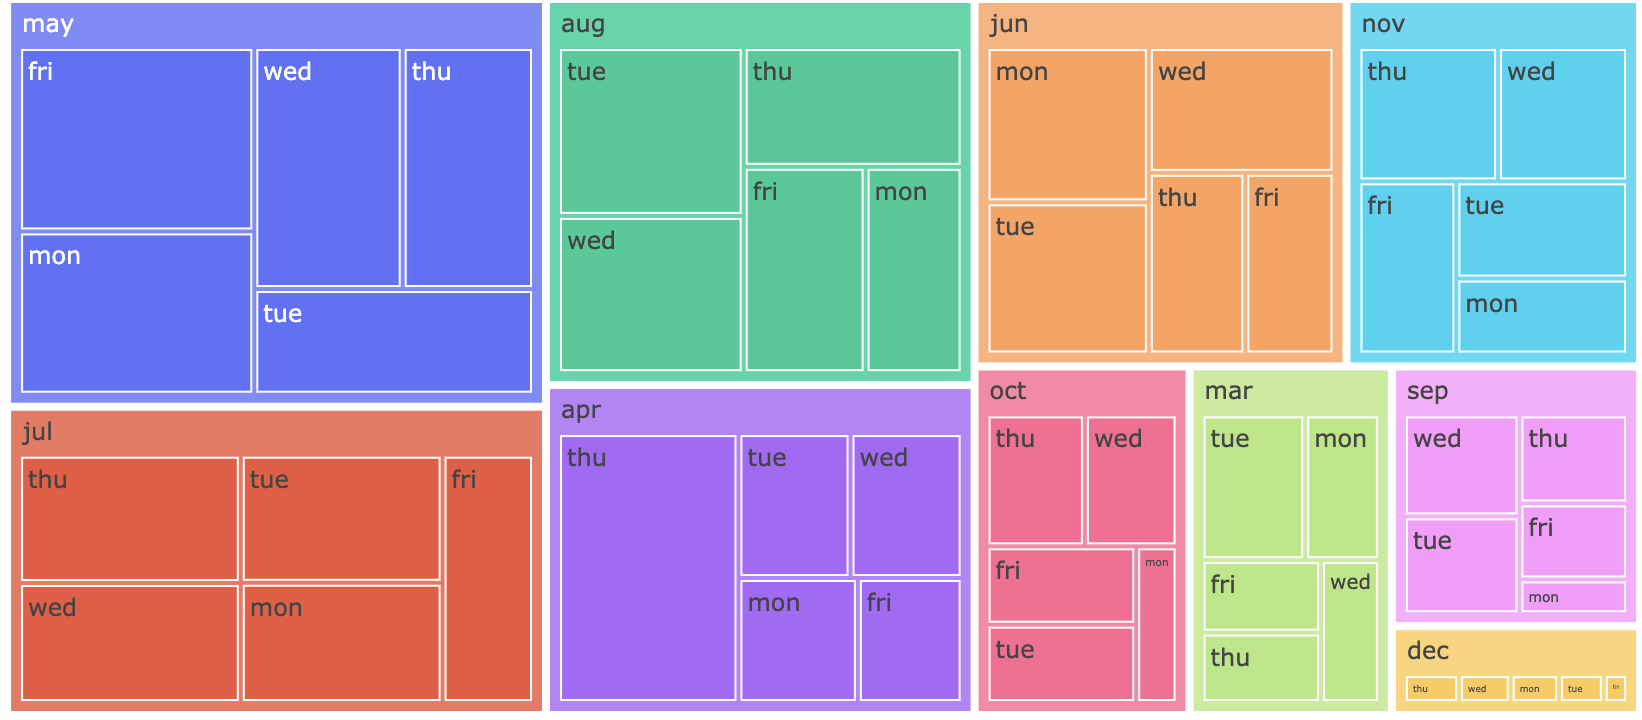 may
fri
wed
thu
mon
tue
aug
tue
thu
wed
fri
mon
jun
mon
wed
tue
thu
fri
nov
thu
wed
fri
tue
mon
jul
thu
tue
fri
wed
mon
apr
thu
tue
wed
mon
fri
oct
thu
wed
fri
mon
tue
mar
tue
mon
fri
wed
thu
sep
wed
thu
tue
fri
mon
dec
thu
wed
mon
tue
fri